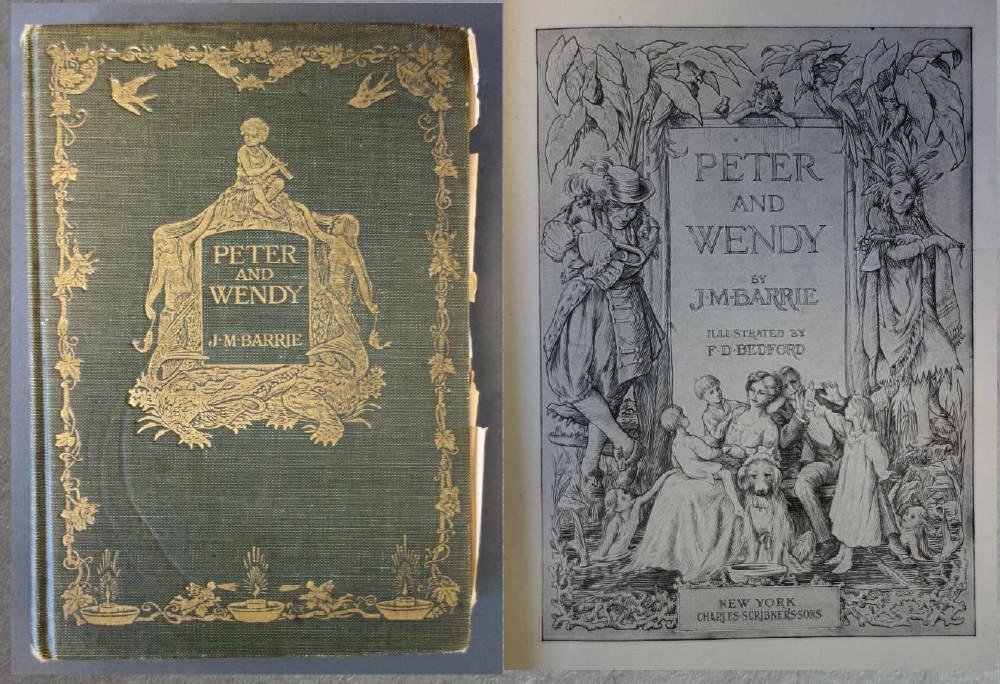 PETER
AND
WENDY
J·M·BARRIE
PETER
AND
WENDY
BY
J·M·BARRIE
ILLUSTRATED BY
F·D·BEDFORD
NEW YORK
CHARLES·SCRIBNER'S·SONS